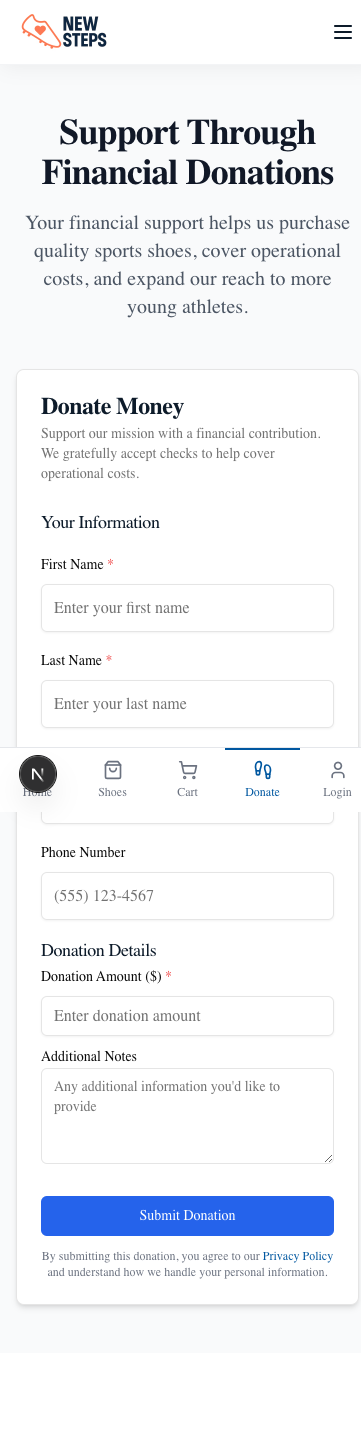 NEW
STEPS
Support Through
Financial Donations
Your financial support helps us purchase
quality sports shoes, cover operational
costs, and expand our reach to more
young athletes.
Donate Money
Support our mission with a financial contribution.
We gratefully accept checks to help cover
operational costs.
Your Information
First Name *
Enter your first name
Last Name *
Enter your last name
N
Home Shoes Cart Donate Login
Phone Number
(555) 123-4567
Donation Details
Donation Amount ($) *
Enter donation amount
Additional Notes
Any additional information you'd like to
provide
Submit Donation
By submitting this donation, you agree to our Privacy Policy
and understand how we handle your personal information.